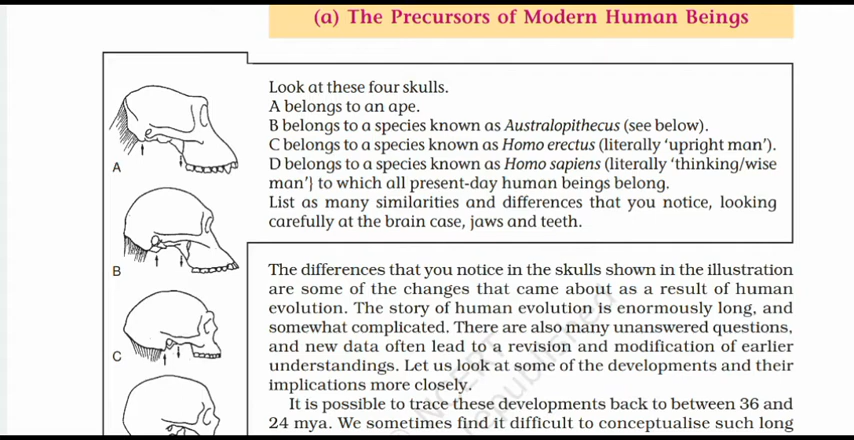 (a) The Precursors of Modern Human Beings
Look at these four skulls.
A belongs to an ape.
B belongs to a species known as Australopithecus (see below).
C belongs to a species known as Homo erectus (literally ‘upright man’).
D belongs to a species known as Homo sapiens (literally ‘thinking/wise
man’) to which all present-day human beings belong.
List as many similarities and differences that you notice, looking
carefully at the brain case, jaws and teeth.
A
B
C
The differences that you notice in the skulls shown in the illustration
are some of the changes that came about as a result of human
evolution. The story of human evolution is enormously long, and
somewhat complicated. There are also many unanswered questions,
and new data often lead to a revision and modification of earlier
understandings. Let us look at some of the developments and their
implications more closely.
It is possible to trace these developments back to between 36 and
24 mya. We sometimes find it difficult to conceptualise such long
NCERT
republished